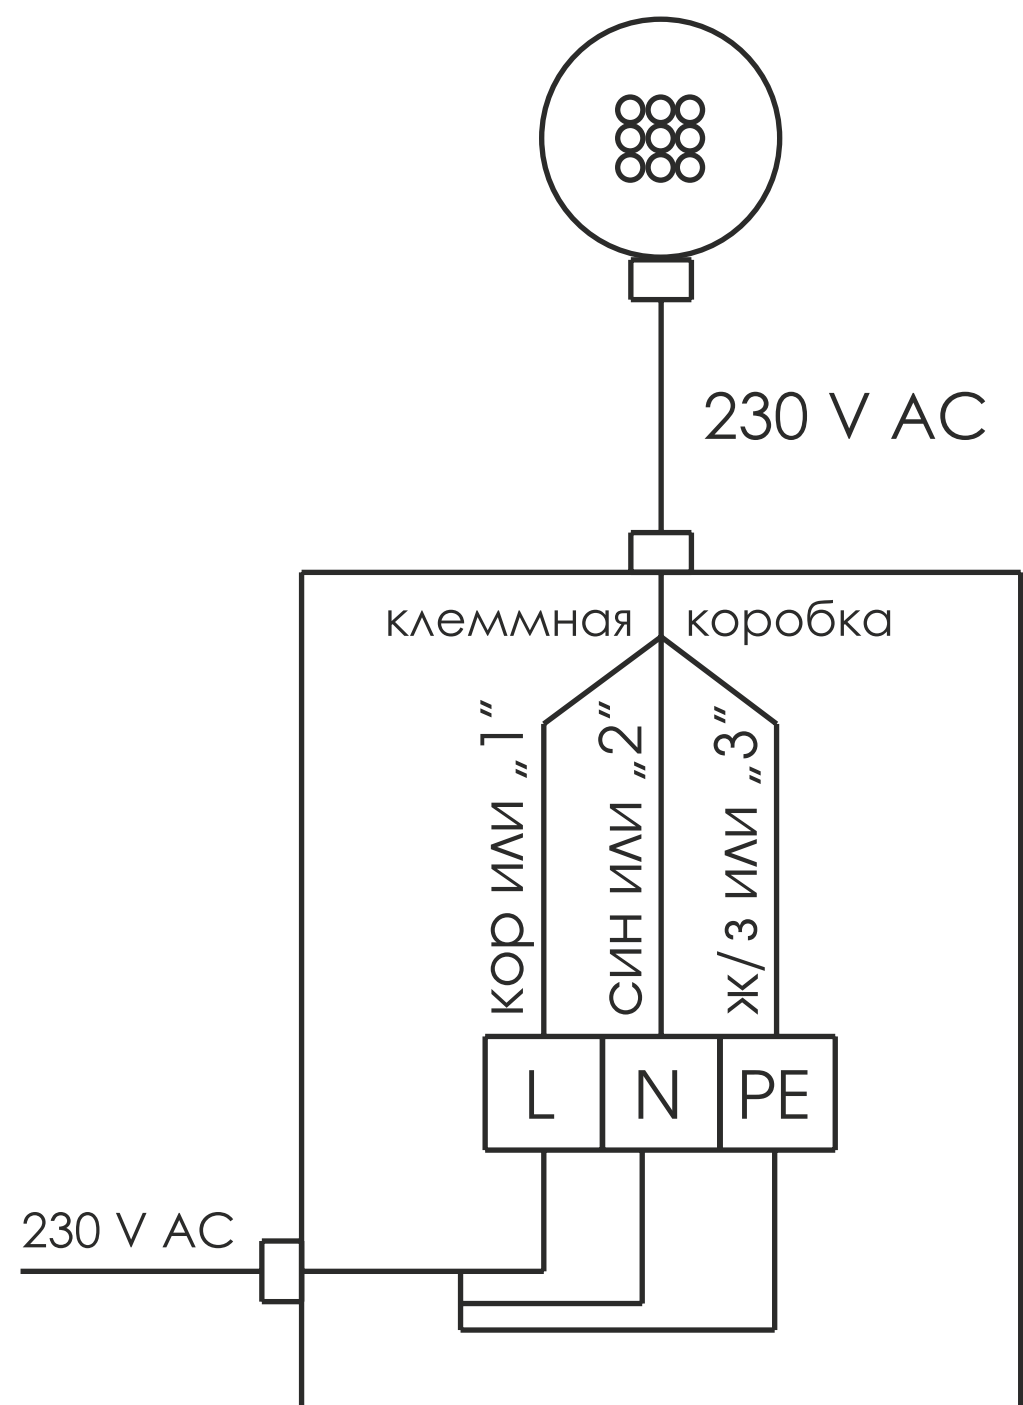 230 V AC
клеммная коробка
кор или „1“
син или „2“
ж/з или „3“
L N PE
230 V AC